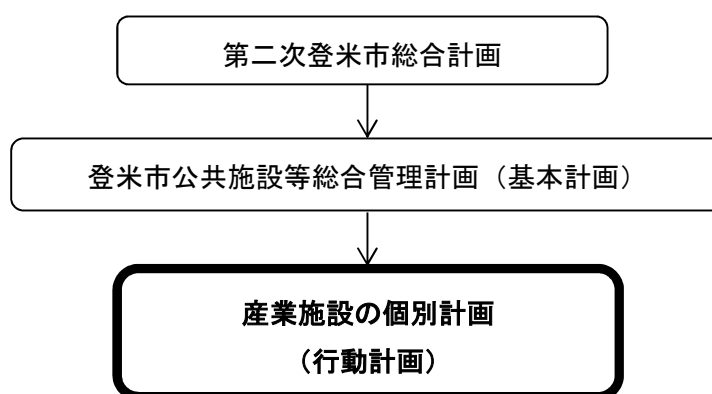 第二次登米市総合計画
登米市公共施設等総合管理計画（基本計画）
産業施設の個別計画
（行動計画）